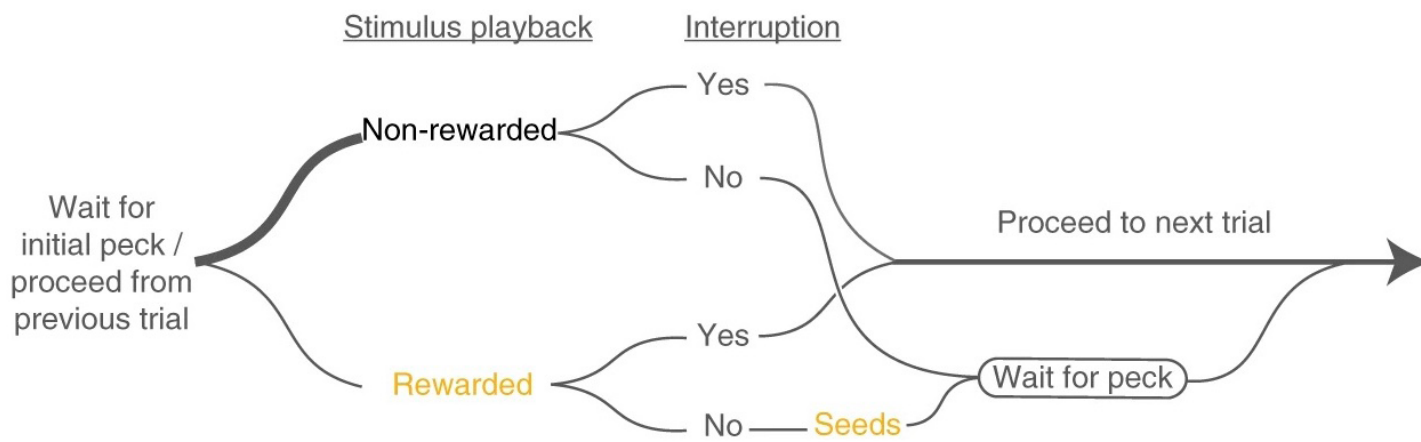 Stimulus playback
Interruption
Yes
Non-rewarded
No
Wait for
initial peck /
proceed from
previous trial
Proceed to next trial
Yes
Rewarded
Wait for peck
No
Seeds